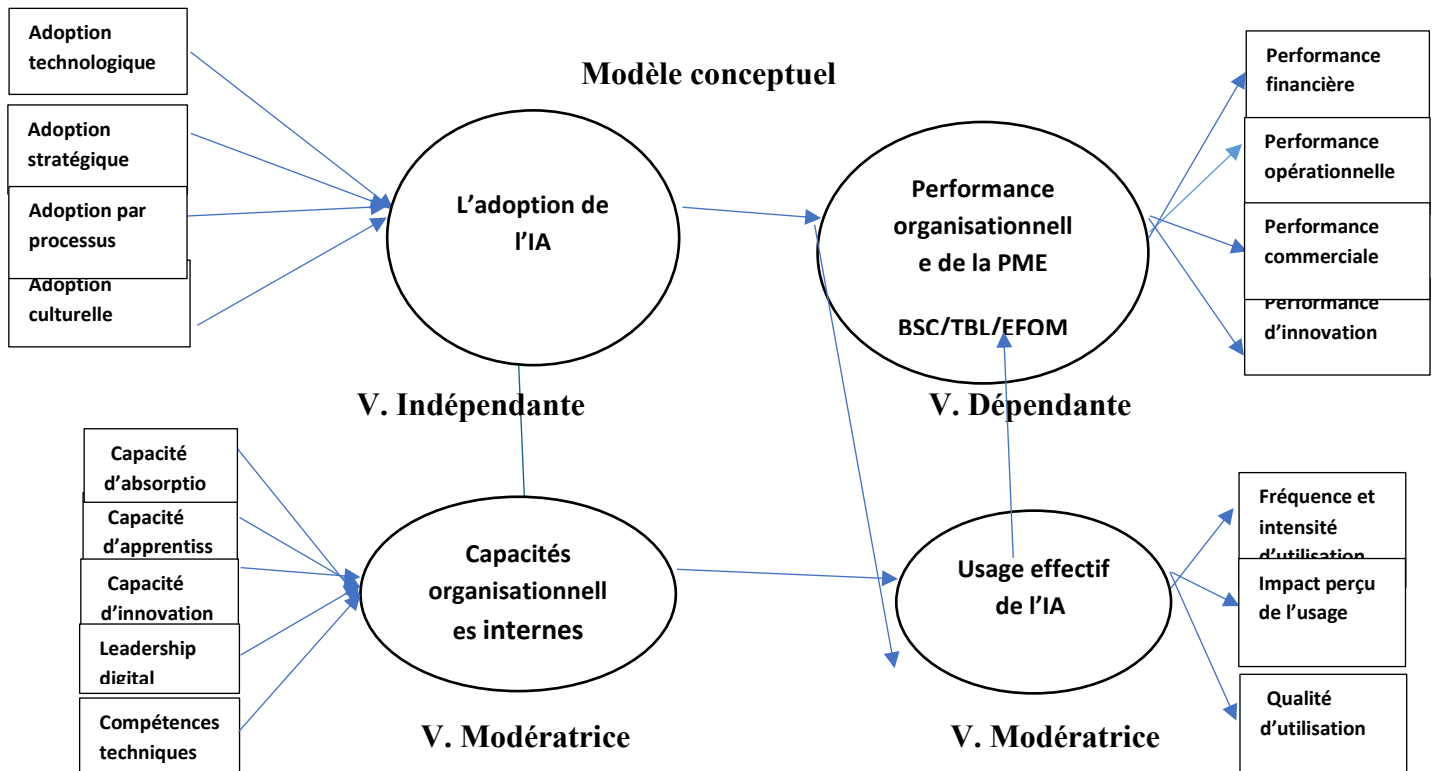 Modèle conceptuel
Adoption
technologique
Adoption
stratégique
Adoption par
processus
Adoption
culturelle
L’adoption de
l’IA
Performance
organisationnell
e de la PME
BSC/TBL/EFQM
Performance
financière
Performance
opérationnelle
Performance
commerciale
Performance
d’innovation
V. Indépendante
V. Dépendante
Capacité
d’absorptio
Capacité
d’apprentiss
Capacité
d’innovation
Leadership
digital
Compétences
techniques
Capacités
organisationnell
es internes
Usage effectif
de l’IA
Fréquence et
intensité
d’utilisation
Impact perçu
de l’usage
Qualité
d’utilisation
V. Modératrice
V. Modératrice